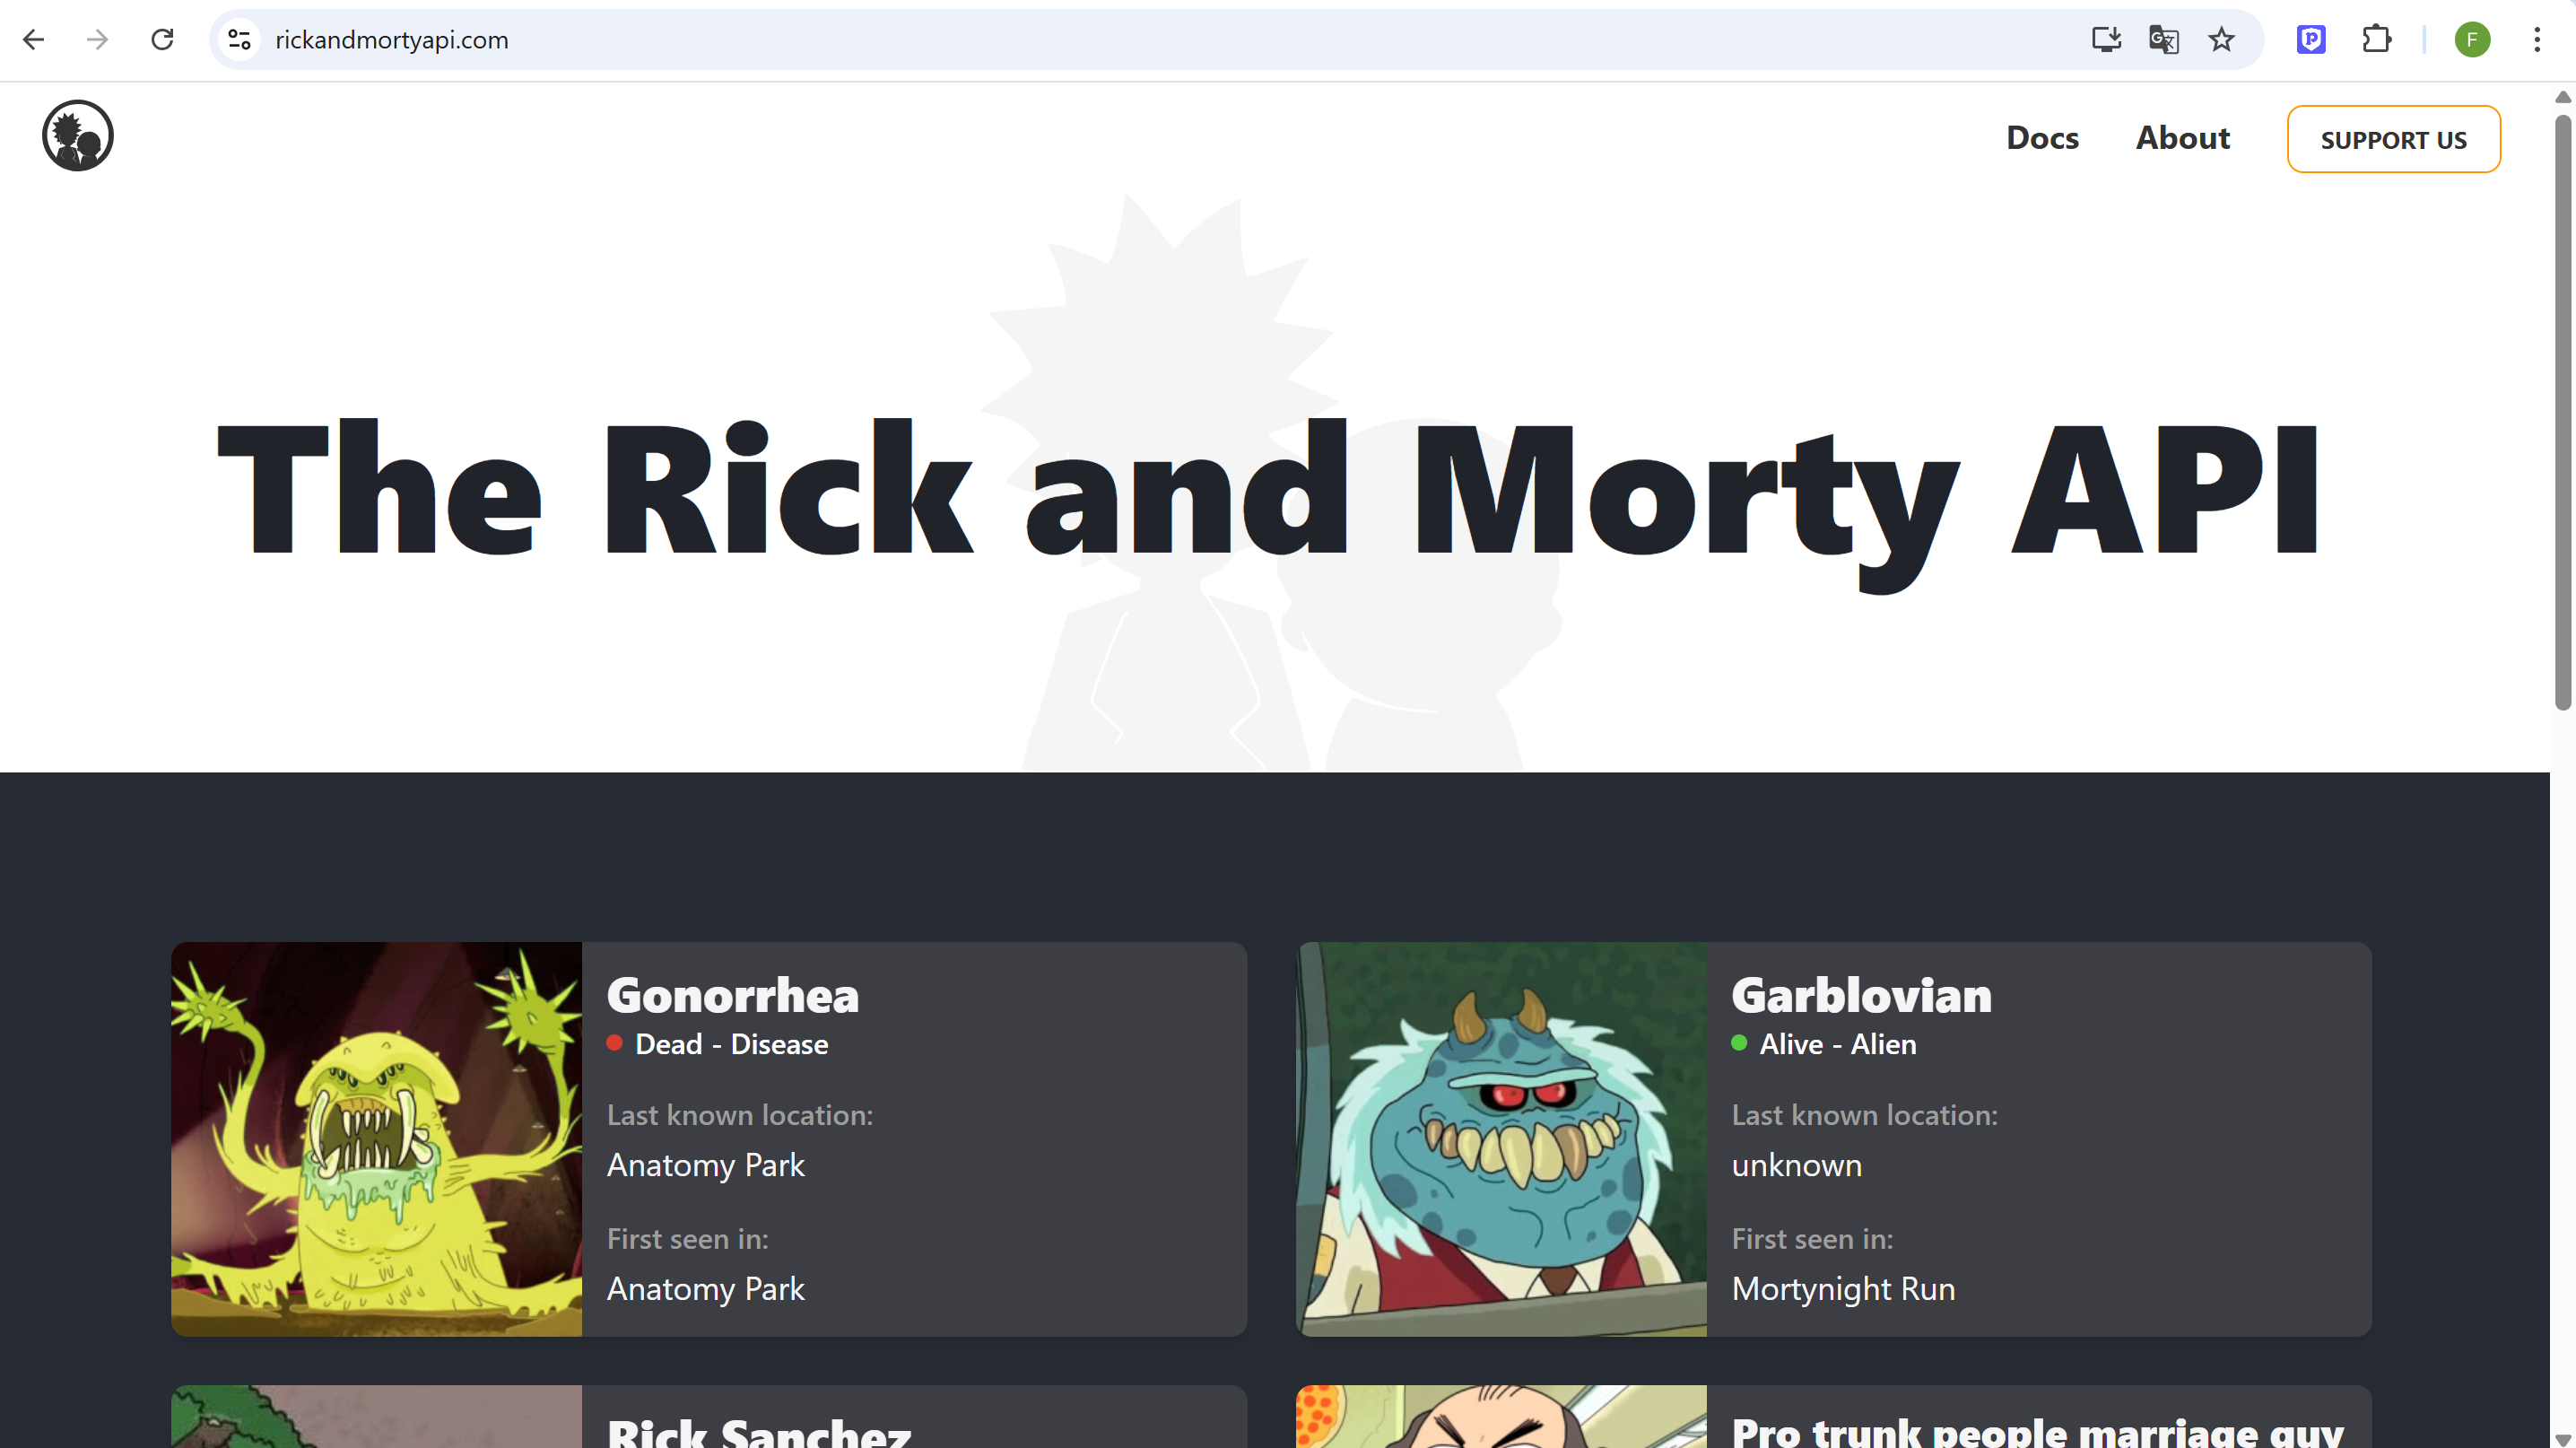 rickandmortyapi.com
F
Docs
About
SUPPORT US
The Rick and Morty API
Gonorrhea
Dead - Disease
Last known location:
Anatomy Park
First seen in:
Anatomy Park
Garblovian
Alive - Alien
Last known location:
unknown
First seen in:
Mortynight Run
Rick Sanchez
Pro trunk people marriage guy